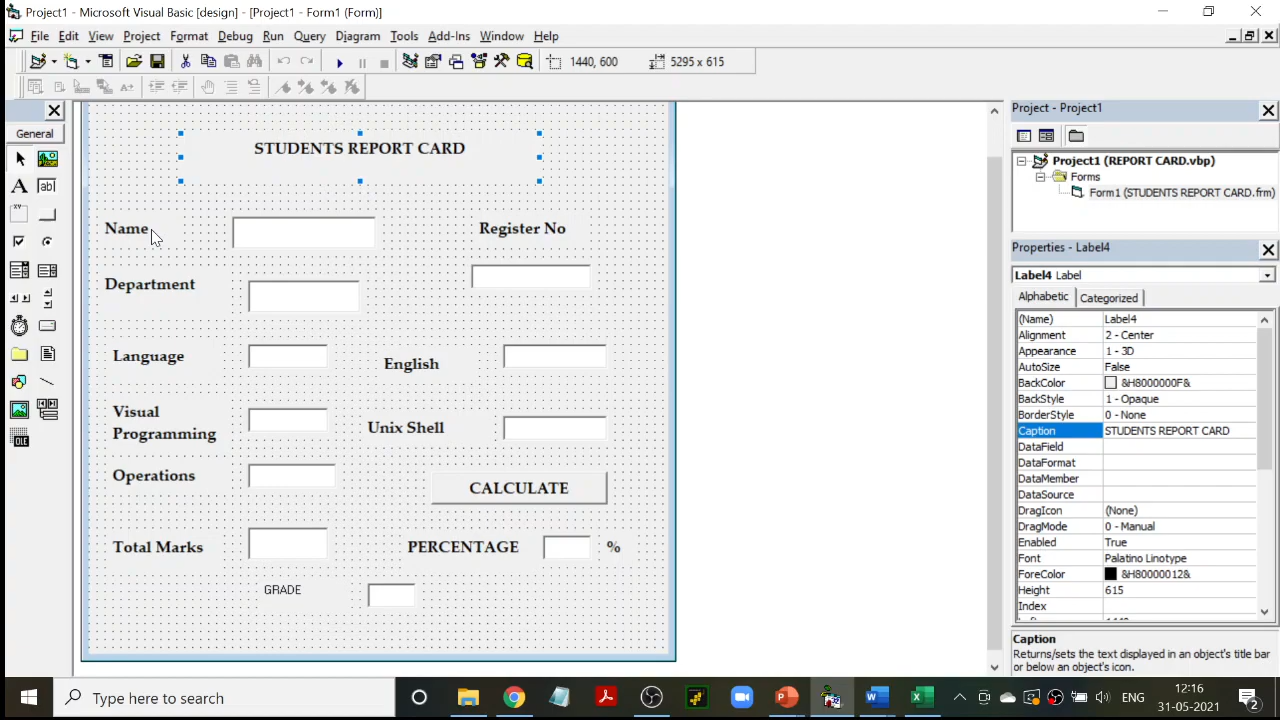 Project1 - Microsoft Visual Basic [design] - [Project1 - Form1 (Form)]
File Edit View Project Format Debug Run Query Diagram Tools Add-Ins Window Help
1440, 600 5295 x 615
General
A ab|
XY
OLE
STUDENTS REPORT CARD
Name Register No
Department
Language English
Visual
Programming Unix Shell
Operations
CALCULATE
Total Marks PERCENTAGE %
GRADE
Project - Project1
Project1 (REPORT CARD.vbp)
Forms
Form1 (STUDENTS REPORT CARD.frm)
Properties - Label4
Label4 Label
Alphabetic Categorized
(Name) Label4
Alignment 2 - Center
Appearance 1 - 3D
AutoSize False
BackColor &H8000000F&
BackStyle 1 - Opaque
BorderStyle 0 - None
Caption STUDENTS REPORT CARD
DataField
DataFormat
DataMember
DataSource
DragIcon (None)
DragMode 0 - Manual
Enabled True
Font Palatino Linotype
ForeColor &H80000012&
Height 615
Index
Caption
Returns/sets the text displayed in an object's title bar
or below an object's icon.
Type here to search
ENG
12:16
31-05-2021
2